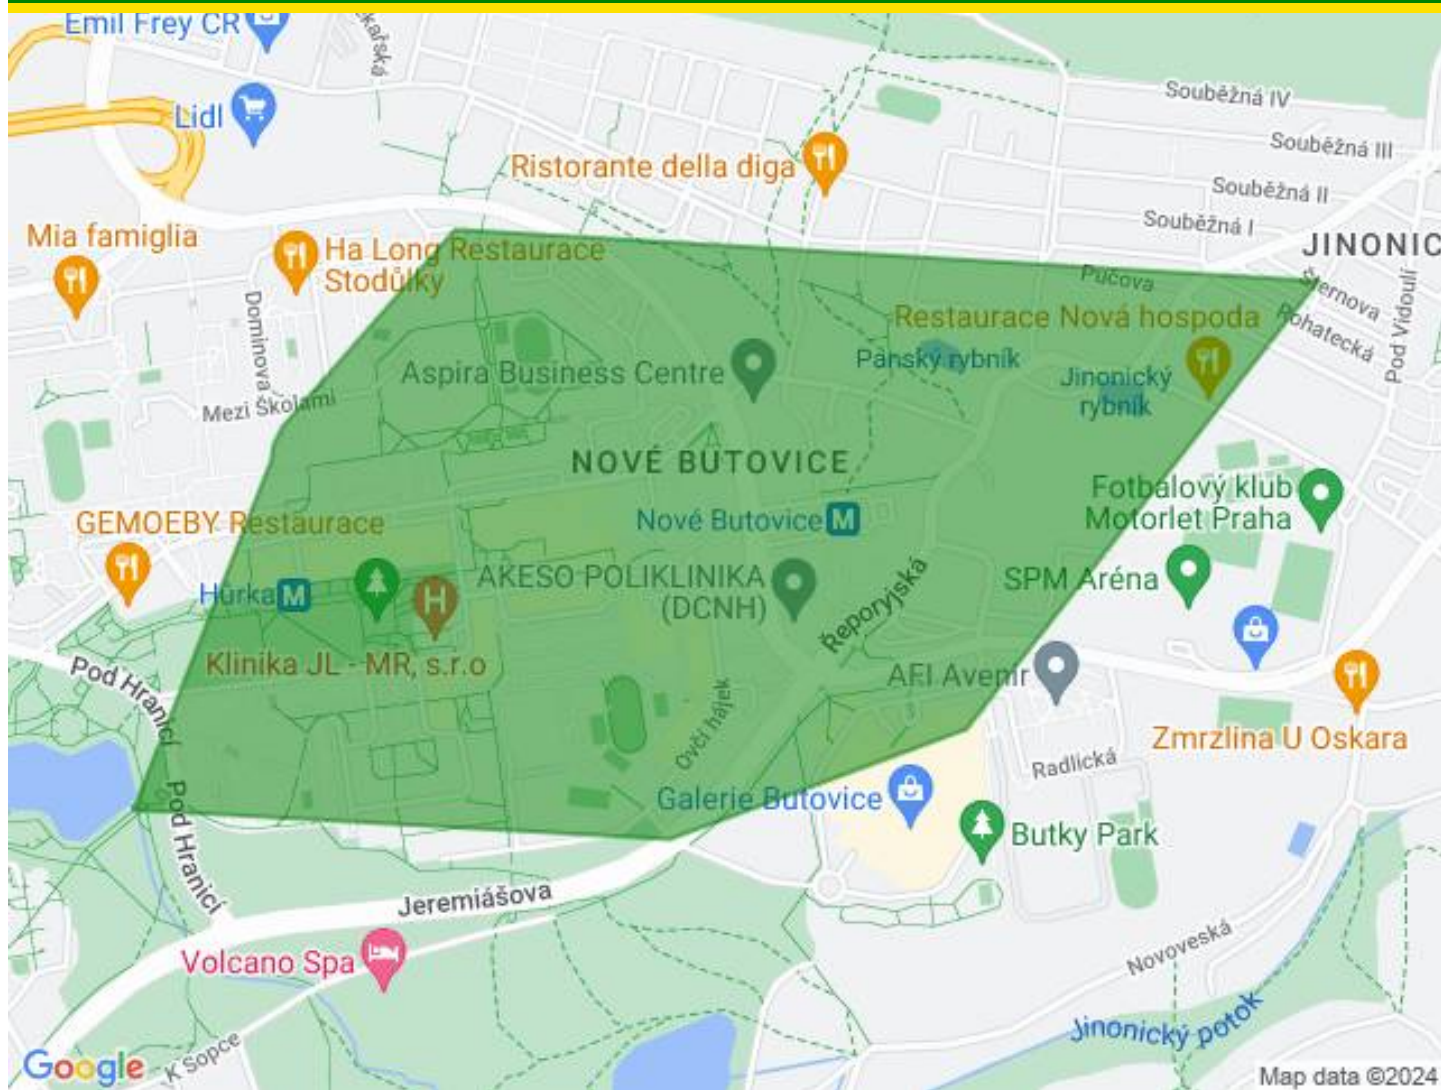 Emil Frey ČR
Lidl
Souběžná IV
Souběžná III
Ristorante della diga
Souběžná II
Souběžná I
Mia famiglia
Ha Long Restaurace
Stodůlky
JINONIC
Púčova
Šternova
Rohatecká
Pod Vidoulí
Dominova
Restaurace Nová hospoda
Aspira Business Centre
Panský rybník
Jinonický
rybník
Mezi Školami
NOVÉ BUTOVICE
Fotbalový klub
Motorlet Praha
GEMOEBY Restaurace
Nové Butovice M
Hůrka M
H
AKESO POLIKLINIKA
(DCNH)
SPM Aréna
Řeporyjská
Klinika JL - MR, s.r.o
AFI Avenir
Pod Hranicí
Ovčí hájek
Zmrzlina U Oskara
Radlická
Galerie Butovice
Butky Park
Pod Hranicí
Jeremiášova
Volcano Spa
Novoveská
Jinonický potok
K Sopce
Google
Map data ©2024